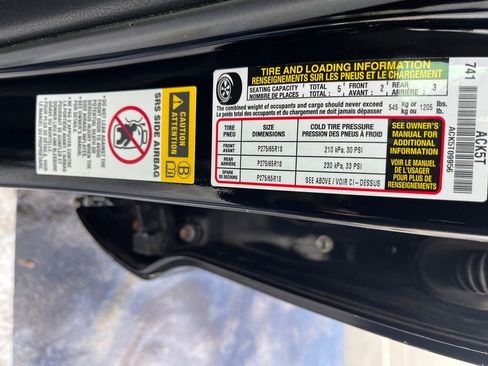 TIRE AND LOADING INFORMATION
RENSEIGNEMENTS SUR LES PNEUS ET LE CHARGEMENT
SEATING CAPACITY TOTAL 5 FRONT 2 REAR 3
NOMBRE DE PLACES TOTAL : AVANT : ARRIÈRE :
The combined weight of occupants and cargo should never exceed 545 kg or 1205 lbs.
Le poids total des occupants et du chargement ne doit jamais dépasser kg ou lb.
TIRE SIZE COLD TIRE PRESSURE
PNEU DIMENSIONS PRESSION DES PNEUS À FROID
FRONT
AVANT P275/65R18 210 kPa, 30 PSI
REAR
ARRIÈRE P275/65R18 230 kPa, 33 PSI
SPARE
DE SECOURS P275/65R18 SEE ABOVE / VOIR CI-DESSUS
SEE OWNER'S
MANUAL FOR
ADDITIONAL
INFORMATION
VOIR LE MANUEL
DE L'USAGER
POUR PLUS DE
RENSEIGNEMENTS
741
ACK5T
SRS SIDE AIRBAG
B